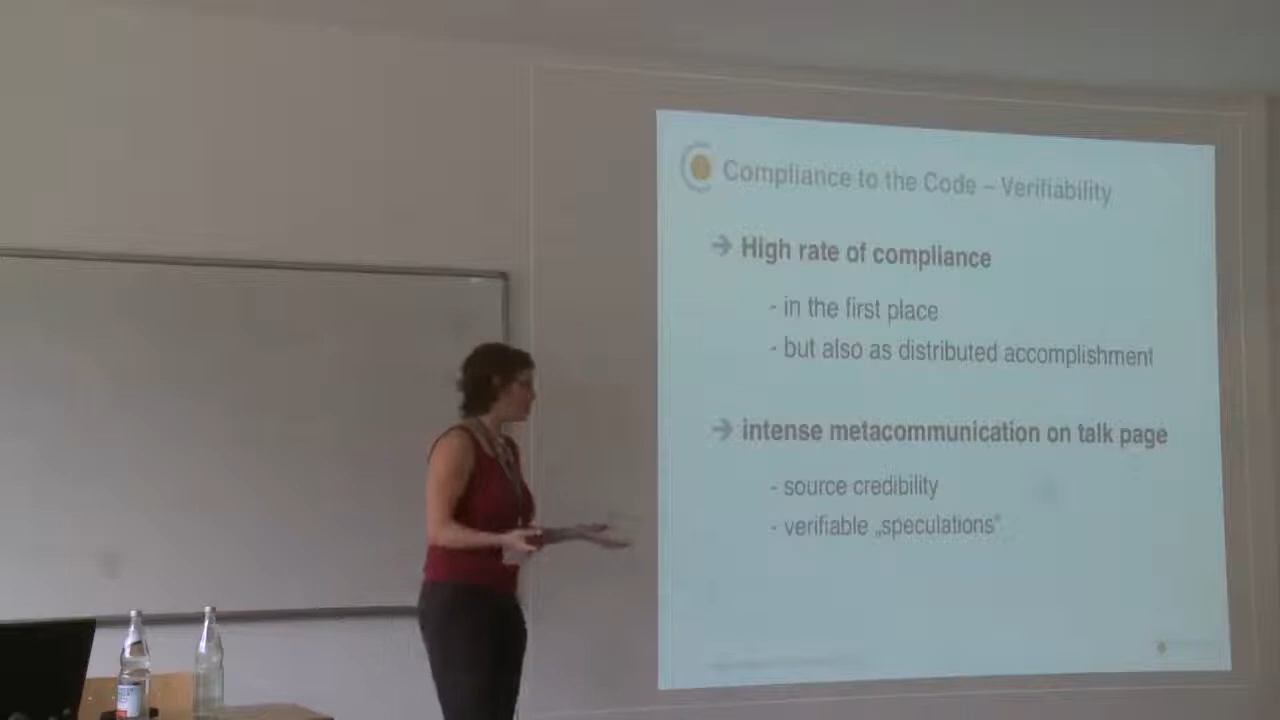 Compliance to the Code – Verifiability
→ High rate of compliance
- in the first place
- but also as distributed accomplishment
→ intense metacommunication on talk page
- source credibility
- verifiable „speculations“